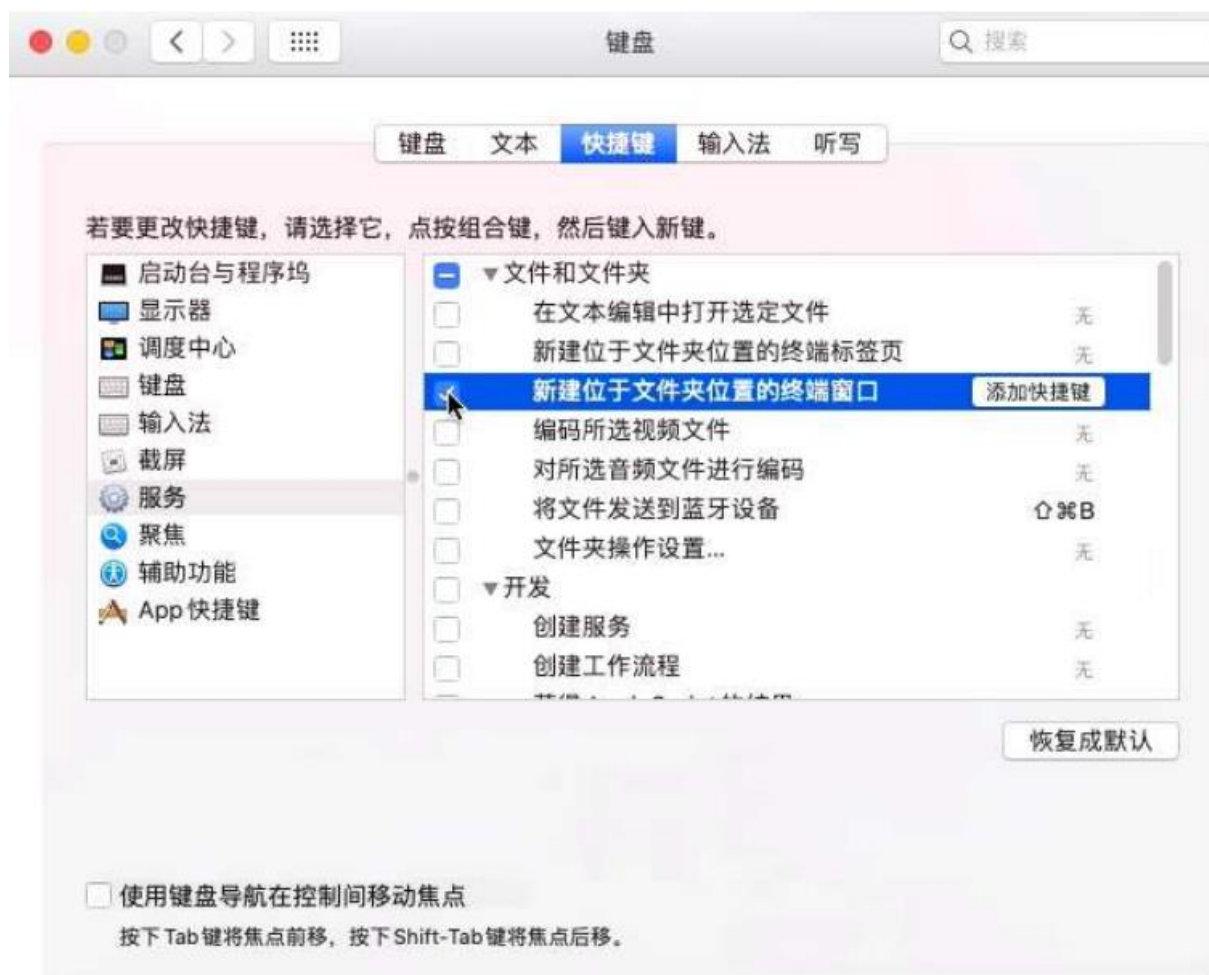 键盘
搜索
键盘 文本 快捷键 输入法 听写
若要更改快捷键，请选择它，点按组合键，然后键入新键。
启动台与程序坞
显示器
调度中心
键盘
输入法
截屏
服务
聚焦
辅助功能
App 快捷键
▼文件和文件夹
在文本编辑中打开选定文件 无
新建位于文件夹位置的终端标签页 无
新建位于文件夹位置的终端窗口 添加快捷键
编码所选视频文件 无
对所选音频文件进行编码 无
将文件发送到蓝牙设备 ⇧⌘B
文件夹操作设置... 无
▼开发
创建服务 无
创建工作流程 无
恢复成默认
使用键盘导航在控制间移动焦点
按下 Tab 键将焦点前移，按下 Shift-Tab 键将焦点后移。